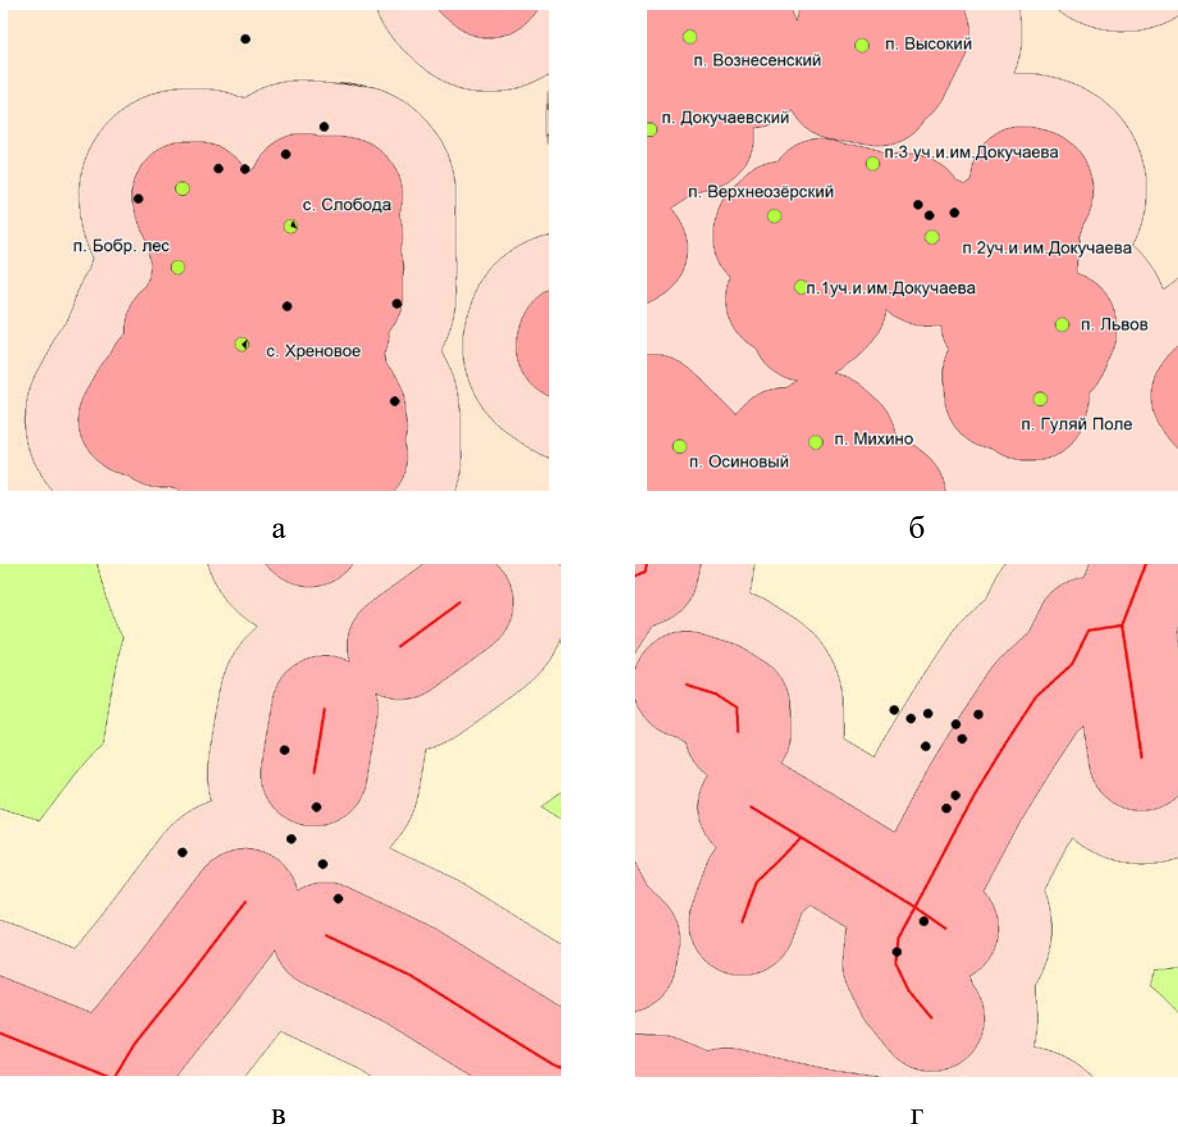 с. Слобода
п. Бобр. лес
с. Хреновое
а
п. Высокий
п. Вознесенский
п. Докучаевский
п.3 уч.и.им.Докучаева
п. Верхнеозёрский
п.2уч.и.им.Докучаева
п.1уч.и.им.Докучаева
п. Львов
п. Гуляй Поле
п. Михино
п. Осиновый
б
в
г